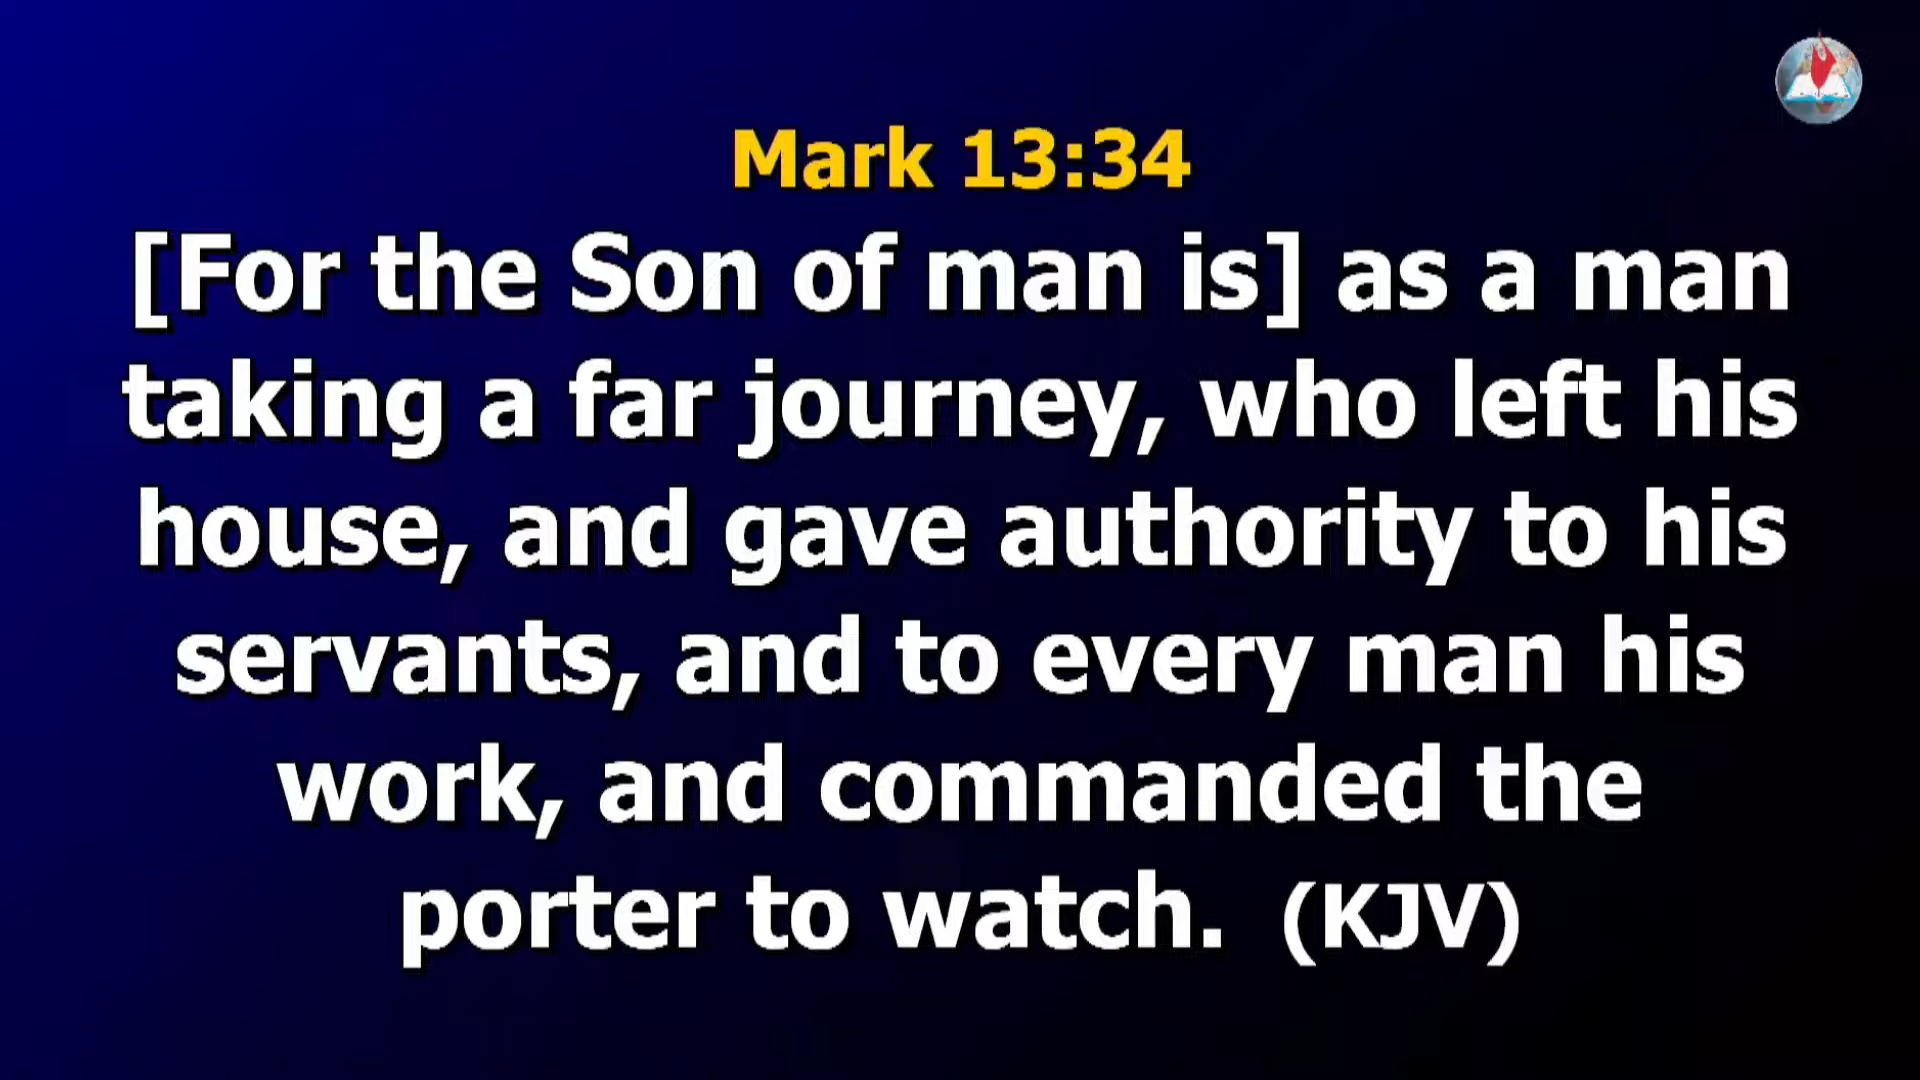 Mark 13:34
[For the Son of man is] as a man
taking a far journey, who left his
house, and gave authority to his
servants, and to every man his
work, and commanded the
porter to watch. (KJV)